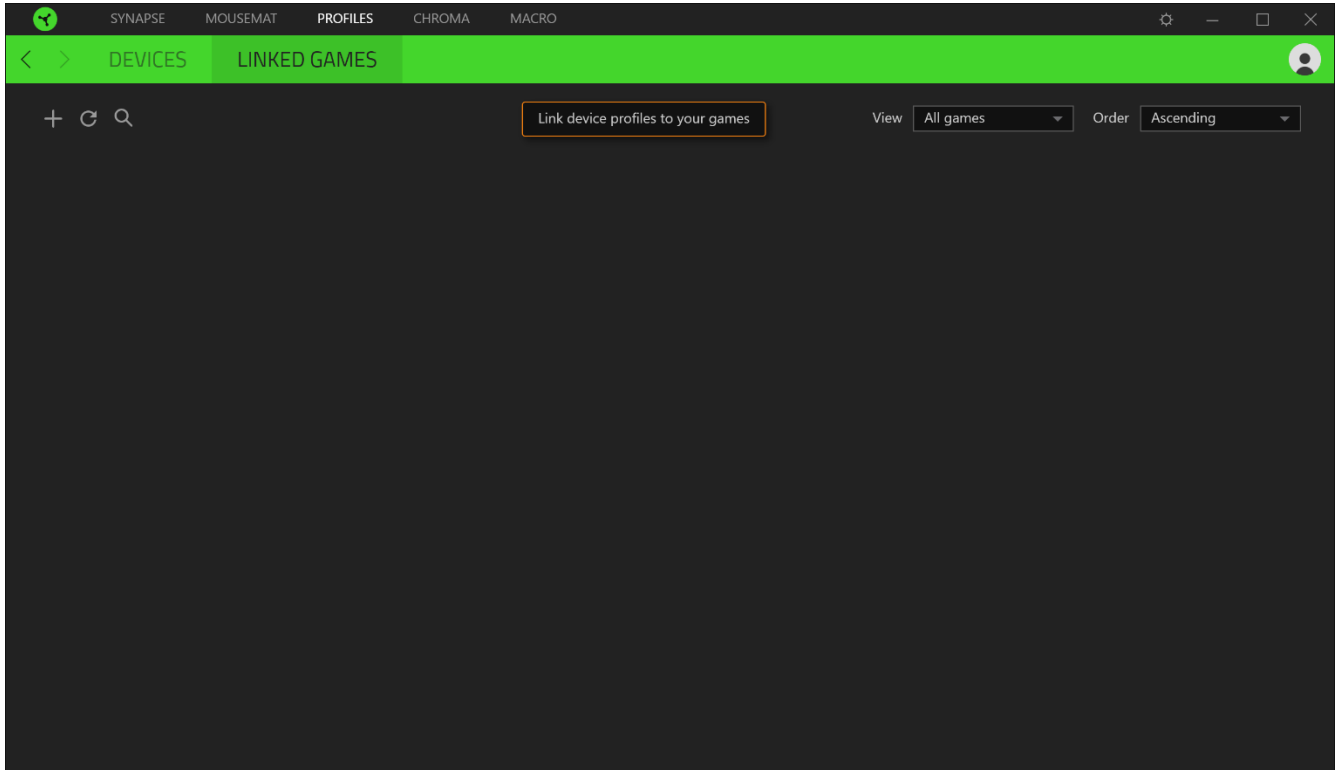 SYNAPSE MOUSEMAT PROFILES CHROMA MACRO
DEVICES LINKED GAMES
Link device profiles to your games View All games Order Ascending